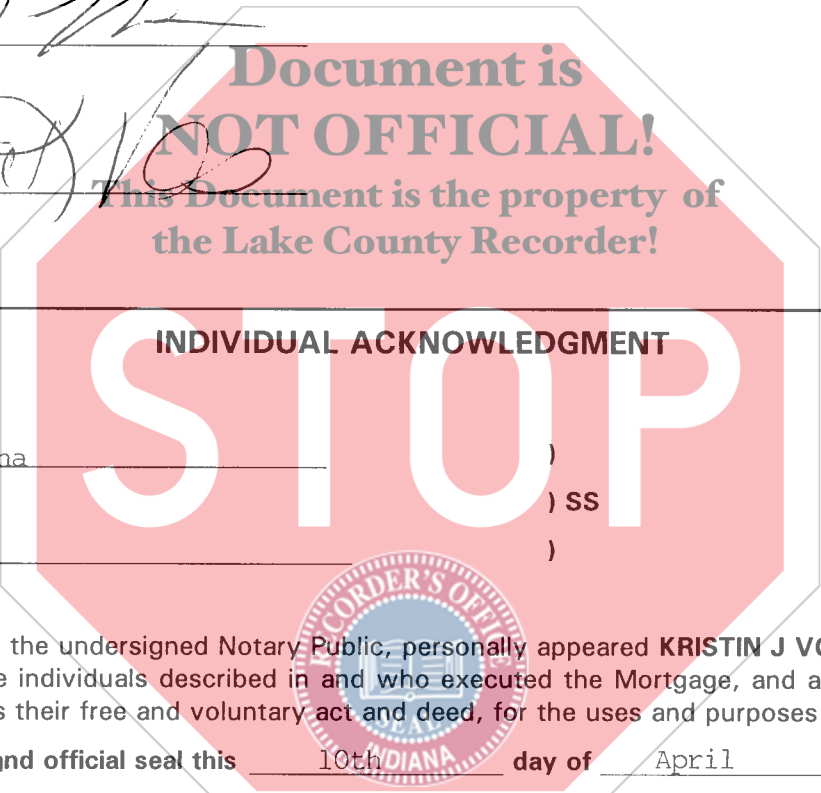 Document is
NOT OFFICIAL!
This Document is the property of
the Lake County Recorder!
INDIVIDUAL ACKNOWLEDGMENT
STOP
na )
) SS
)
RECORDER'S OFFICE
the undersigned Notary Public, personally appeared KRISTIN J VO
e individuals described in and who executed the Mortgage, and a
s their free and voluntary act and deed, for the uses and purposes
SEAL
INDIANA
and official seal this 10th day of April